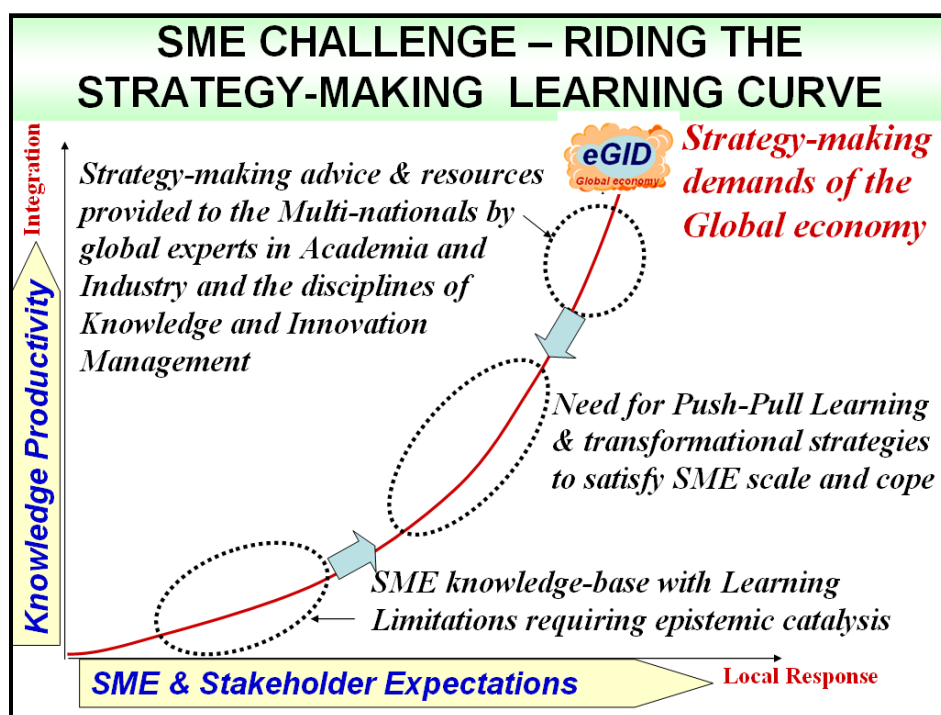 SME CHALLENGE – RIDING THE
STRATEGY-MAKING LEARNING CURVE
Integration
Knowledge Productivity
Strategy-making advice & resources
provided to the Multi-nationals by
global experts in Academia and
Industry and the disciplines of
Knowledge and Innovation
Management
eGID
Global economy
Strategy-making
demands of the
Global economy
Need for Push-Pull Learning
& transformational strategies
to satisfy SME scale and cope
SME knowledge-base with Learning
Limitations requiring epistemic catalysis
SME & Stakeholder Expectations
Local Response